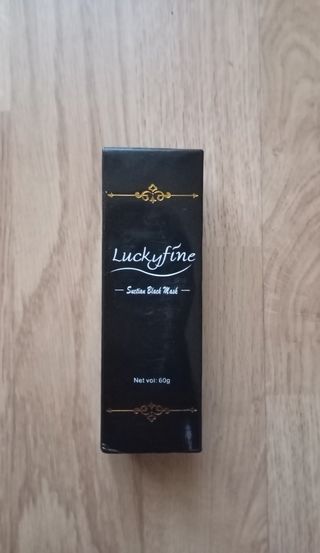 Luckyfine
— Suction Black Mask —
Net vol: 60g